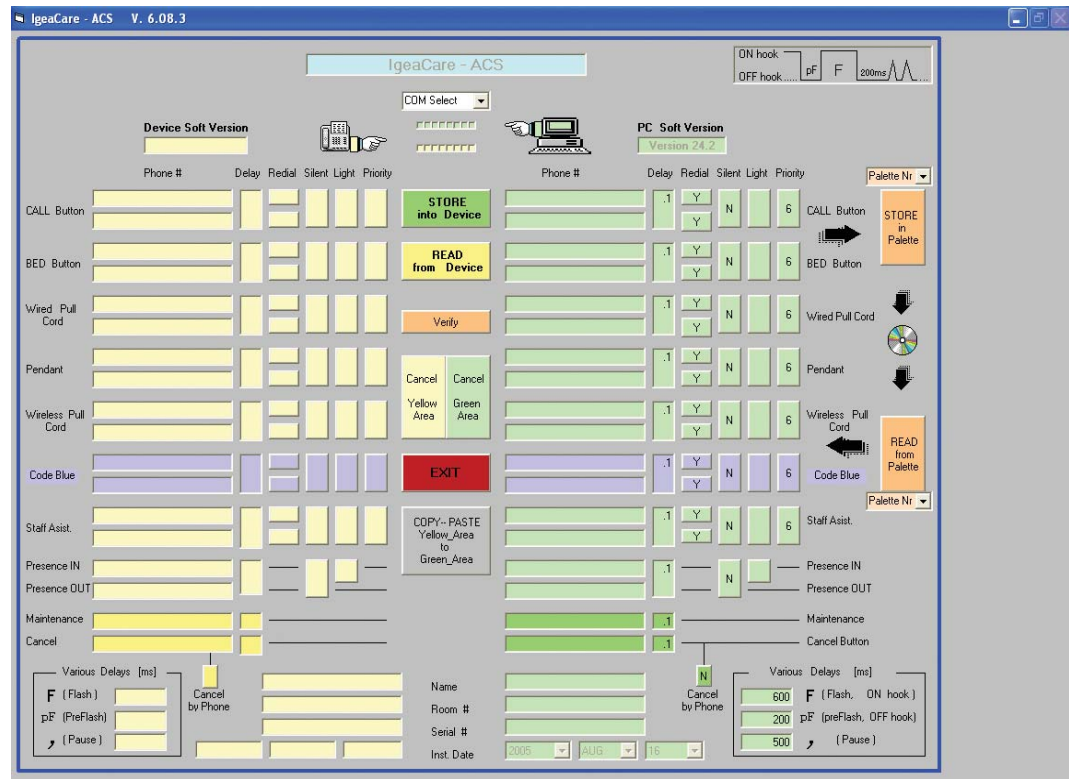 IgeaCare - ACS V. 6.08.3
IgeaCare - ACS
ON hook
OFF hook..... pF F 200ms ...
COM Select
Device Soft Version
PC Soft Version
Version 24.2
Phone # Delay Redial Silent Light Priority
Phone # Delay Redial Silent Light Priority
Palette Nr
CALL Button
STORE
into Device
.1 Y N 6 CALL Button
Y
STORE
in
Palette
BED Button
READ
from Device
.1 Y N 6 BED Button
Y
Wired Pull
Cord
Verify
.1 Y N 6 Wired Pull Cord
Y
Pendant
.1 Y N 6 Pendant
Y
Cancel
Yellow
Area
Cancel
Green
Area
Wireless Pull
Cord
.1 Y N 6 Wireless Pull
Y
Cord
READ
from
Palette
Code Blue
EXIT
.1 Y N 6 Code Blue
Y
Palette Nr
Staff Asist.
COPY-- PASTE
Yellow_Area
to
Green_Area
.1 Y N 6 Staff Asist.
Y
Presence IN
.1 N Presence IN
Presence OUT
Presence OUT
Maintenance
.1 Maintenance
Cancel
.1 Cancel Button
Various Delays [ms]
F ( Flash )
pF (PreFlash)
, ( Pause )
Cancel
by Phone
Name
Room #
Serial #
Inst. Date
2005 AUG 16
N
Cancel
by Phone
Various Delays [ms]
600 F ( Flash, ON hook )
200 pF (preFlash, OFF hook)
500 , ( Pause )